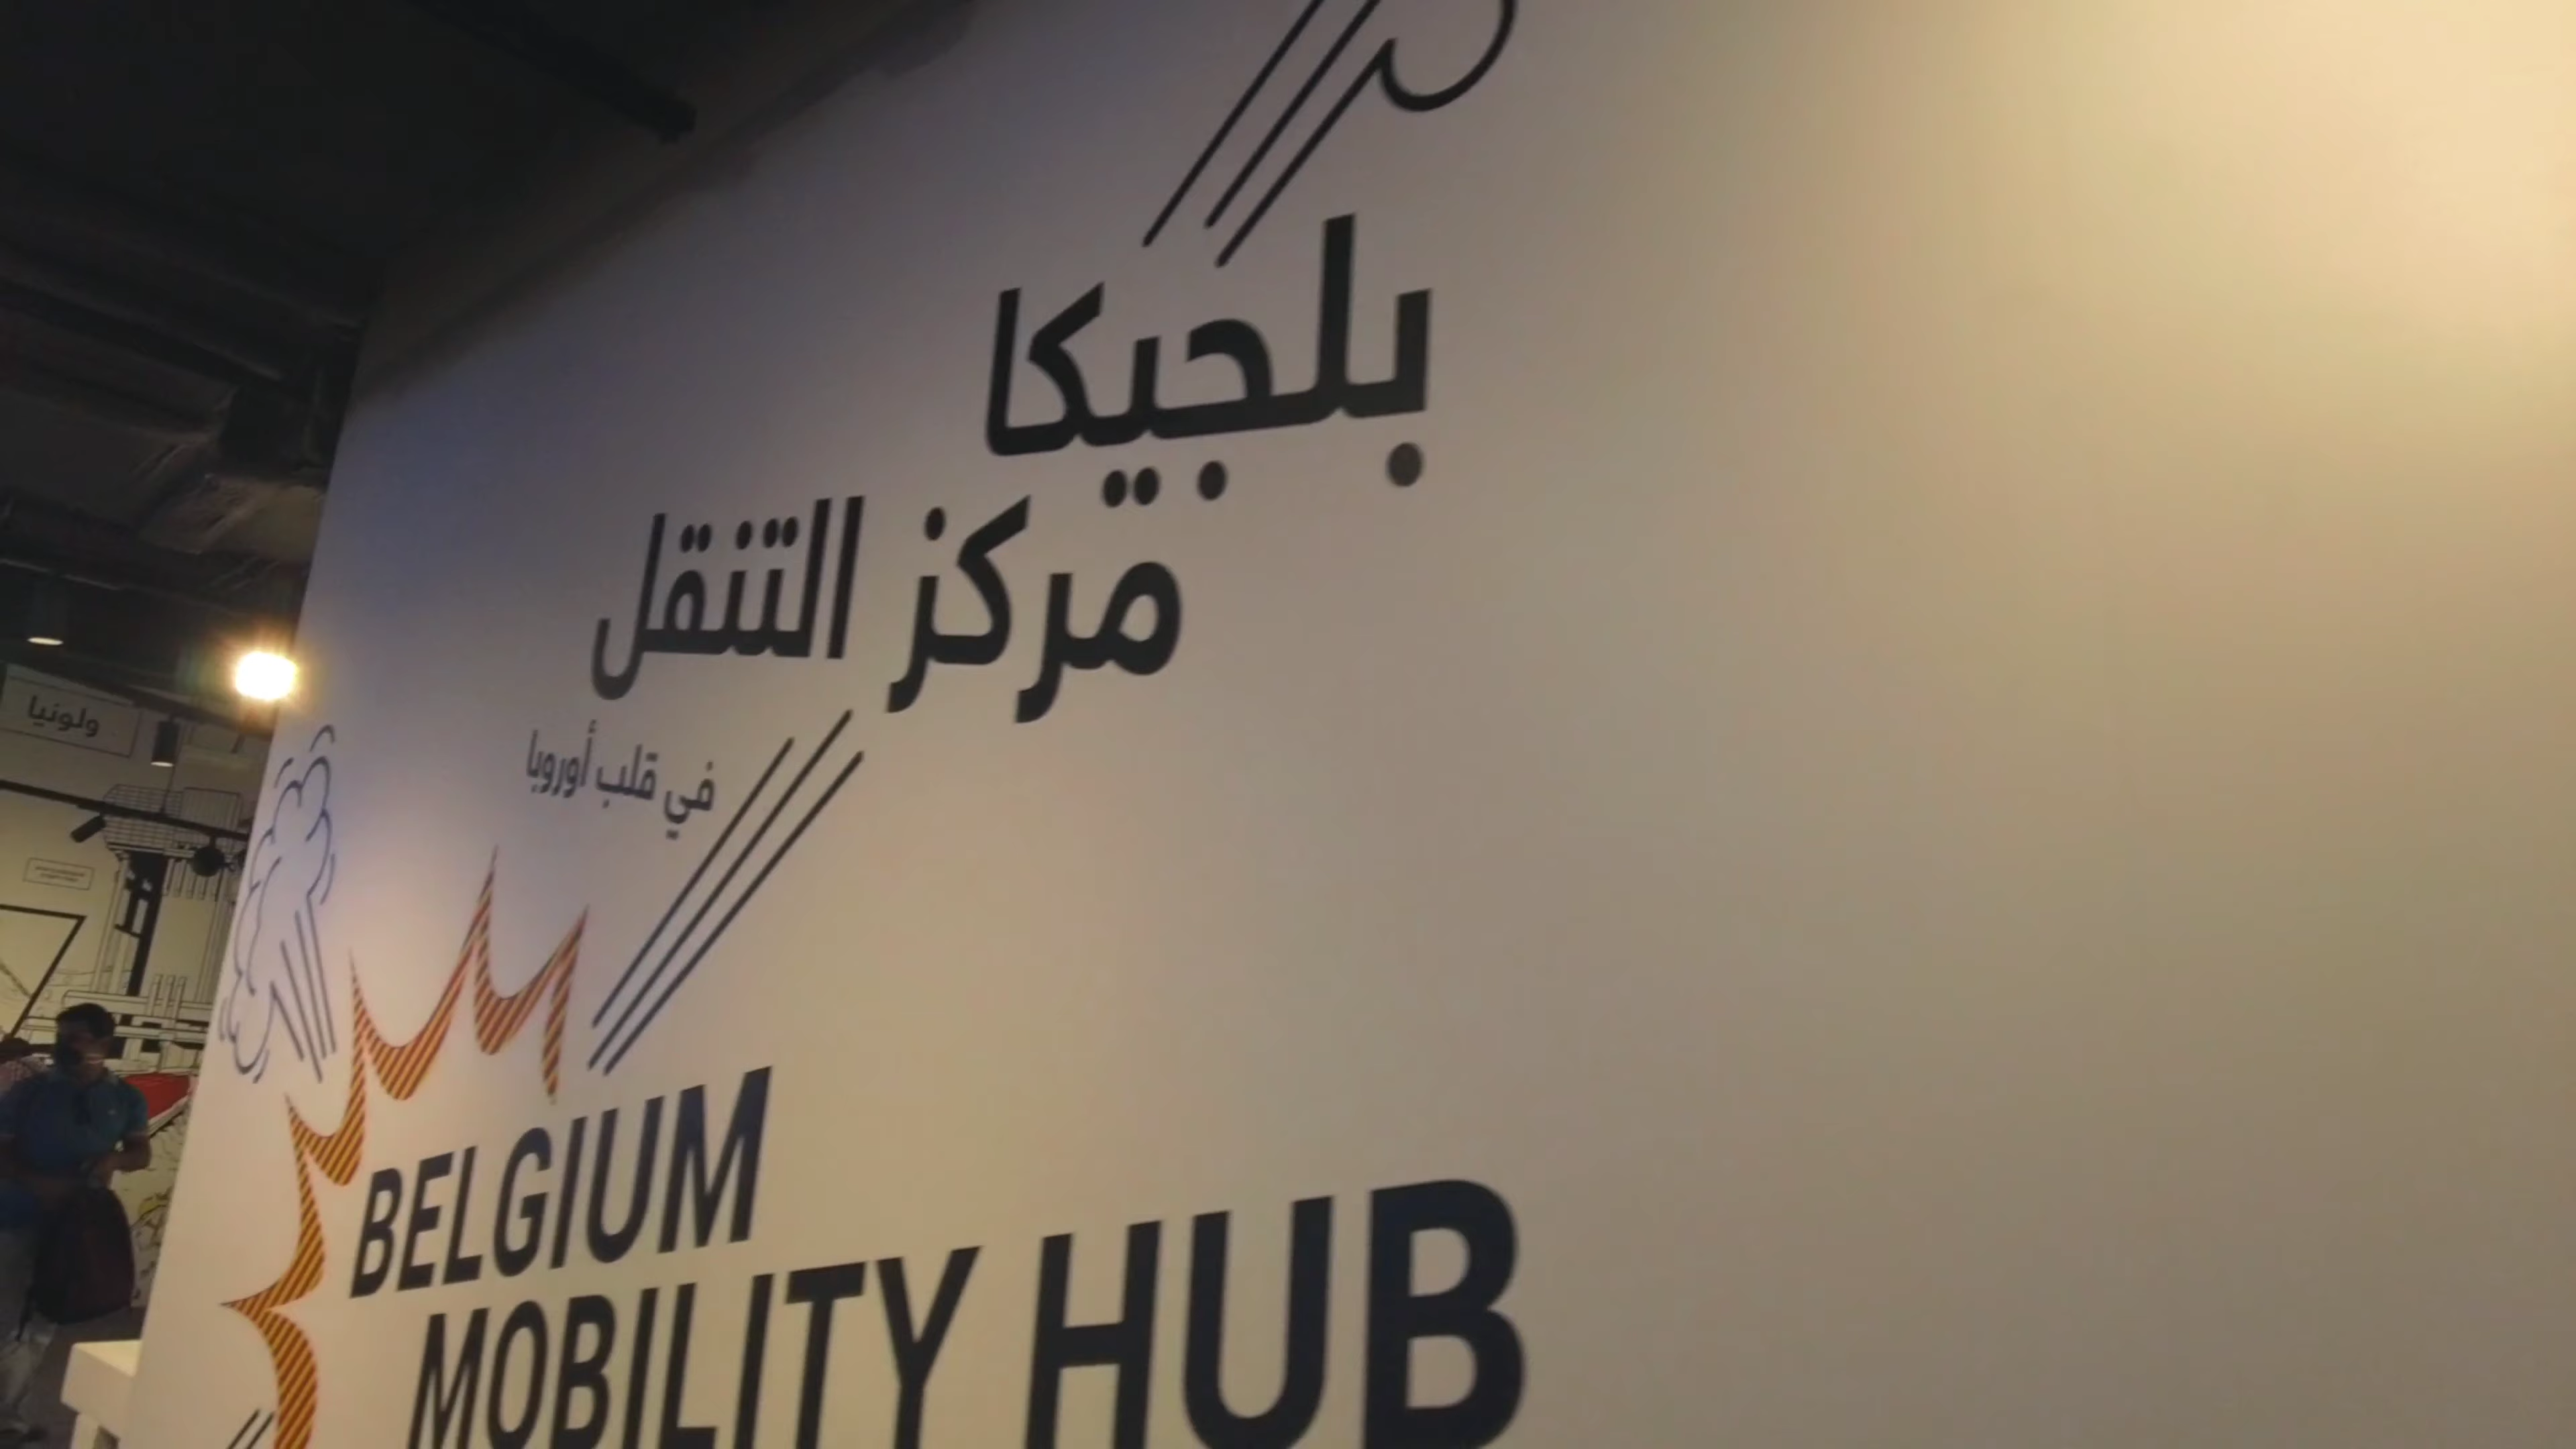 بلجيكا
مركز التنقل
في قلب أوروبا
BELGIUM
MOBILITY HUB
ولونيا